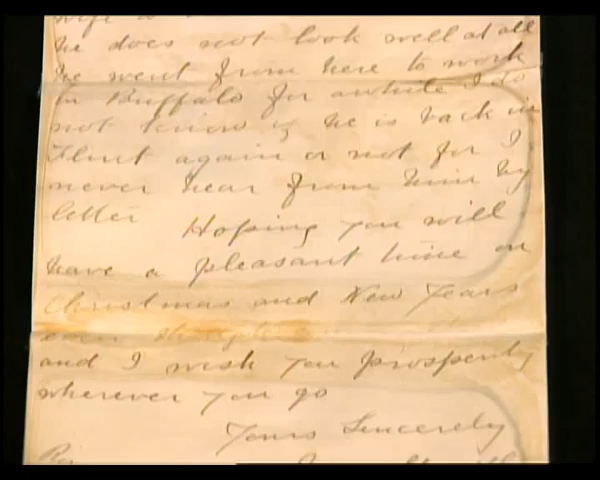 wife
he does not look well at all
he went from here to work
in Buffalo for awhile I do
not know if he is back in
Flint again or not for I
never hear from him by
letter Hoping you will
have a pleasant time on
Christmas and New Years
and I wish you prosperity
wherever you go
Yours Sincerely